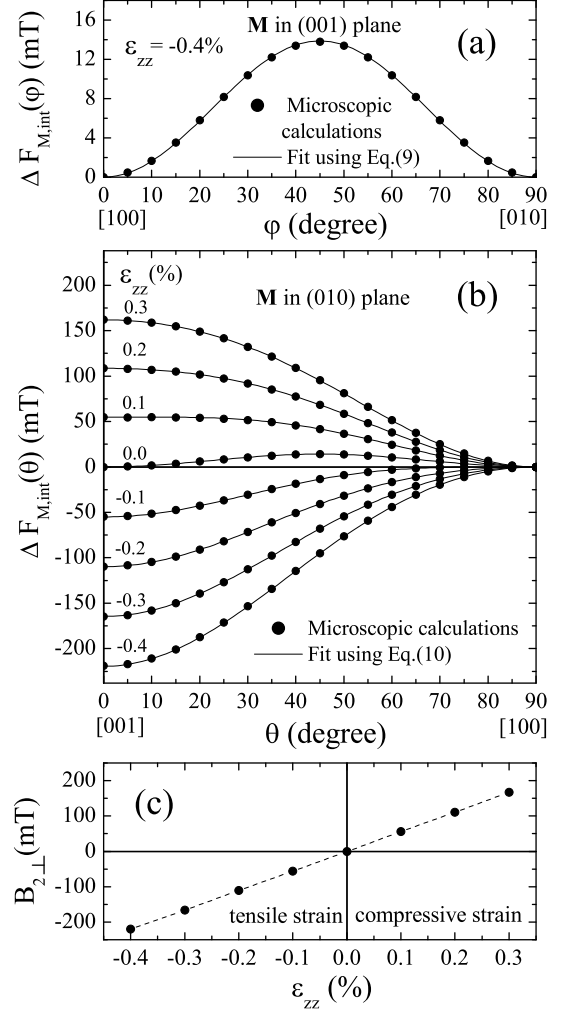 16
12
8
4
0
Δ F_M,int(φ) (mT)
M in (001) plane
(a)
ε_zz = -0.4%
Microscopic
calculations
Fit using Eq.(9)
0 10 20 30 40 50 60 70 80 90
[100] φ (degree) [010]
200
150
100
50
0
-50
-100
-150
-200
Δ F_M,int(θ) (mT)
ε_zz(%)
M in (010) plane
(b)
0.3
0.2
0.1
0.0
-0.1
-0.2
-0.3
-0.4
Microscopic calculations
Fit using Eq.(10)
0 10 20 30 40 50 60 70 80 90
[001] θ (degree) [100]
200
100
0
-100
-200
B_2⊥(mT)
(c)
tensile strain compressive strain
-0.4 -0.3 -0.2 -0.1 0.0 0.1 0.2 0.3
ε_zz (%)